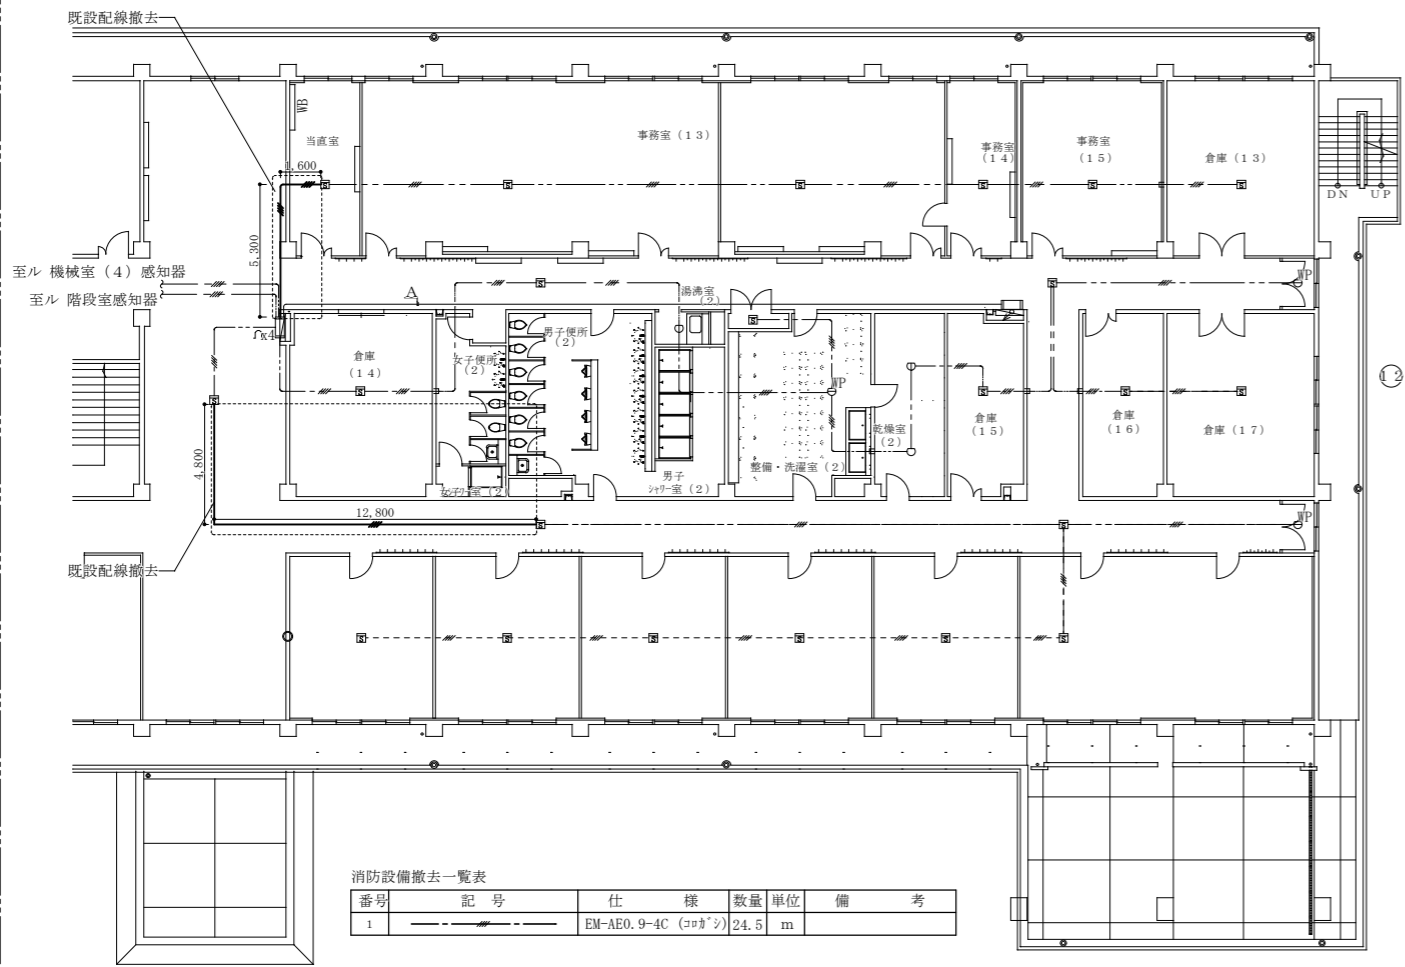 既設配線撤去
WB
当直室
事務室(13)
事務室
(14)
事務室
(15)
倉庫(13)
1,600
DN UP
5,300
至ル 機械室(4)感知器
至ル 階段室感知器
A
湯沸室
(2)
WP
x4
倉庫
(14)
女子便所
(2)
男子便所
(2)
WP
12
倉庫
(15)
倉庫
(16)
倉庫(17)
乾燥室
(2)
整備・洗濯室(2)
男子
シャワー室(2)
4,800
12,800
WP
既設配線撤去
消防設備撤去一覧表
番号 記 号 仕 様 数量 単位 備 考
1 EM-AE0.9-4C (コロガシ) 24.5 m